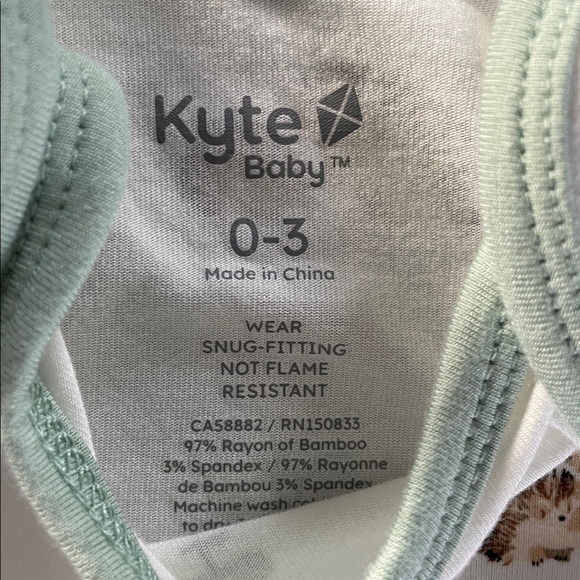 Kyte
Baby™
0-3
Made in China
WEAR
SNUG-FITTING
NOT FLAME
RESISTANT
CA58882 / RN150833
97% Rayon of Bamboo
3% Spandex / 97% Rayonne
de Bambou 3% Spandex
Machine wash
to